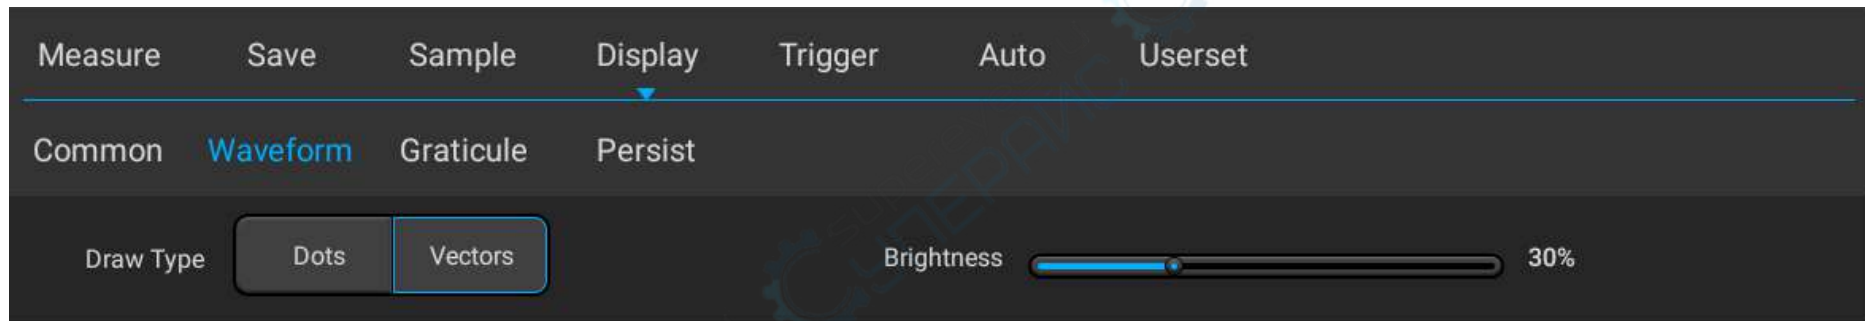 Measure Save Sample Display Trigger Auto Userset
Common Waveform Graticule Persist
Draw Type Dots Vectors Brightness 30%